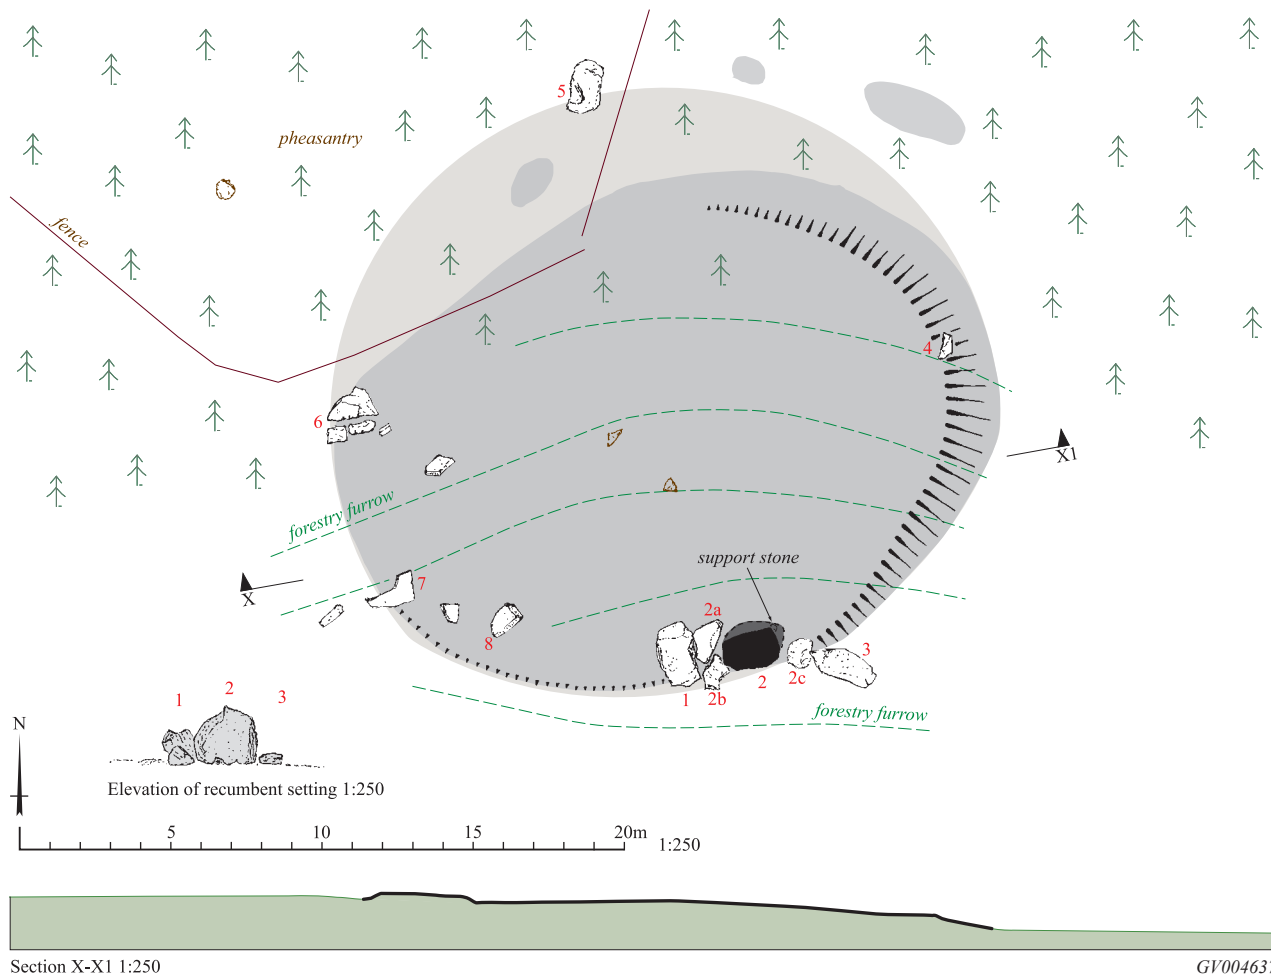 5
pheasantry
fence
4
6
X1
forestry furrow
support stone
X
7
2a
8
3
1
2b
2
2c
1
2
3
forestry furrow
N
Elevation of recumbent setting 1:250
5
10
15
20m
1:250
Section X-X1 1:250